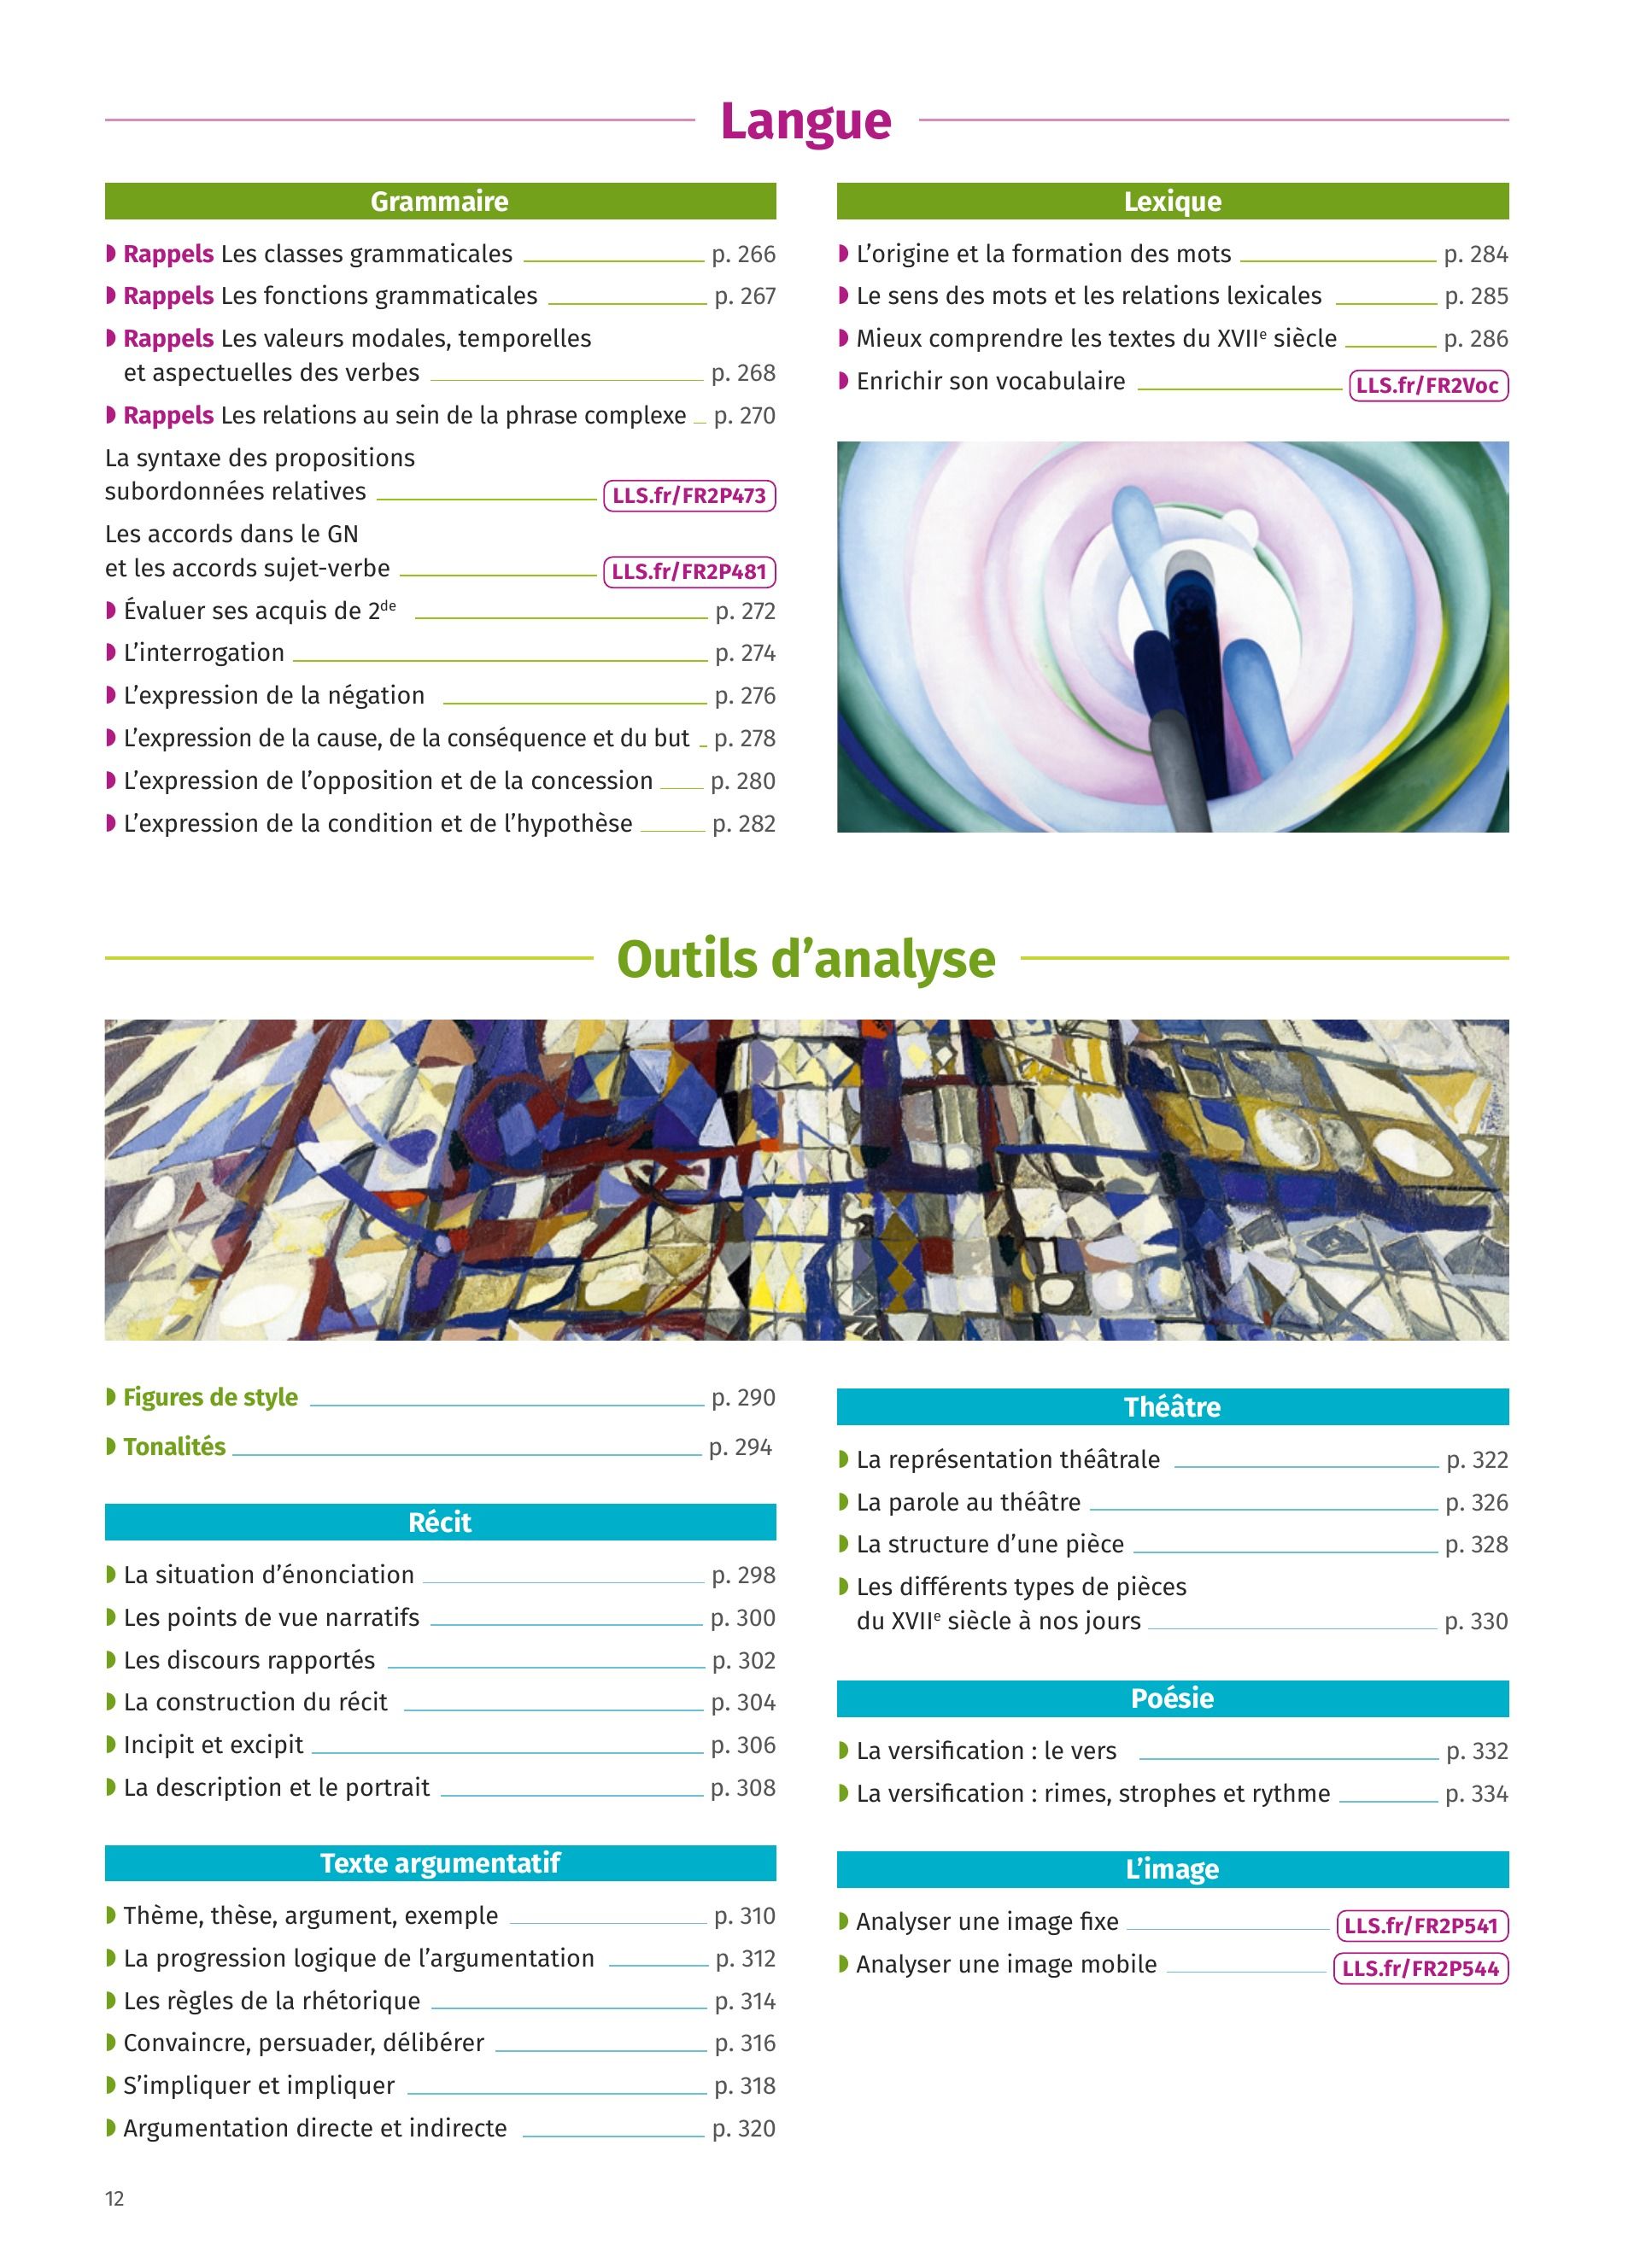 Langue
Grammaire
Rappels Les classes grammaticales p. 266
Rappels Les fonctions grammaticales p. 267
Rappels Les valeurs modales, temporelles
et aspectuelles des verbes p. 268
Rappels Les relations au sein de la phrase complexe p. 270
La syntaxe des propositions
subordonnées relatives LLS.fr/FR2P473
Les accords dans le GN
et les accords sujet-verbe LLS.fr/FR2P481
Évaluer ses acquis de 2de p. 272
L’interrogation p. 274
L’expression de la négation p. 276
L’expression de la cause, de la conséquence et du but p. 278
L’expression de l’opposition et de la concession p. 280
L’expression de la condition et de l’hypothèse p. 282
Lexique
L’origine et la formation des mots p. 284
Le sens des mots et les relations lexicales p. 285
Mieux comprendre les textes du XVIIe siècle p. 286
Enrichir son vocabulaire LLS.fr/FR2Voc
Outils d’analyse
Figures de style p. 290
Tonalités p. 294
Récit
La situation d’énonciation p. 298
Les points de vue narratifs p. 300
Les discours rapportés p. 302
La construction du récit p. 304
Incipit et excipit p. 306
La description et le portrait p. 308
Texte argumentatif
Thème, thèse, argument, exemple p. 310
La progression logique de l’argumentation p. 312
Les règles de la rhétorique p. 314
Convaincre, persuader, délibérer p. 316
S’impliquer et impliquer p. 318
Argumentation directe et indirecte p. 320
Théâtre
La représentation théâtrale p. 322
La parole au théâtre p. 326
La structure d’une pièce p. 328
Les différents types de pièces
du XVIIe siècle à nos jours p. 330
Poésie
La versification : le vers p. 332
La versification : rimes, strophes et rythme p. 334
L’image
Analyser une image fixe LLS.fr/FR2P541
Analyser une image mobile LLS.fr/FR2P544
12